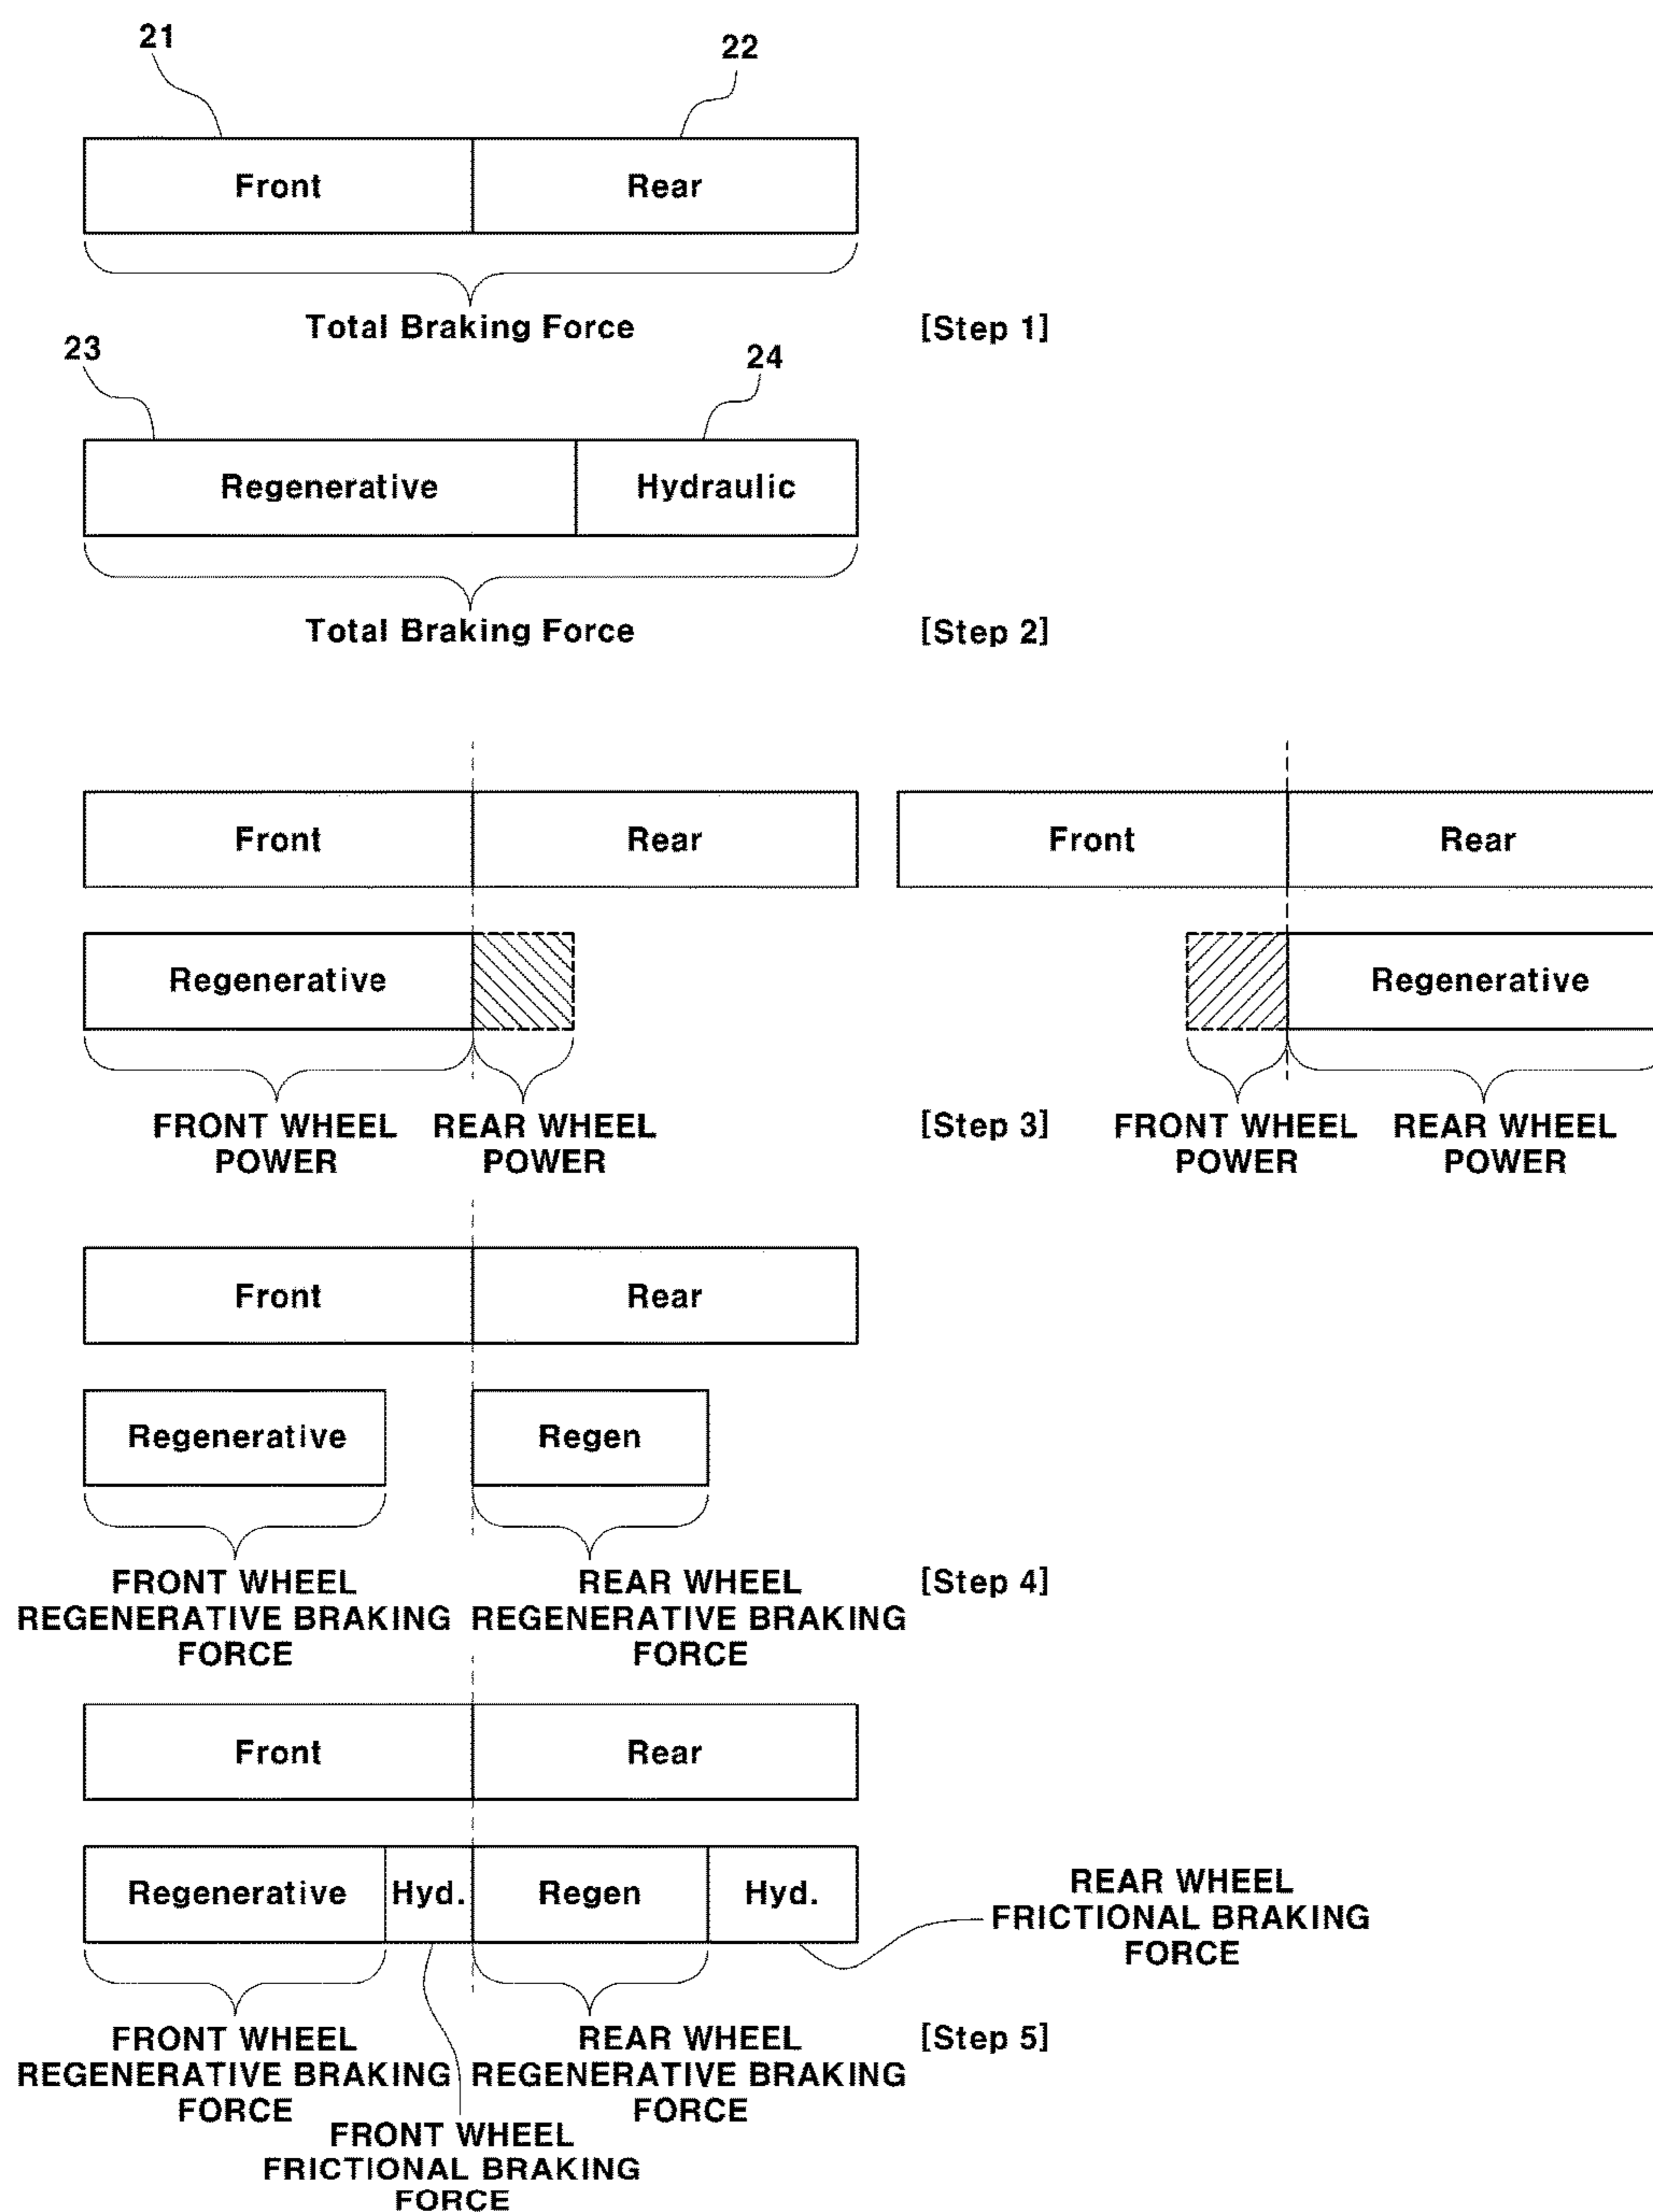 21
22
Front Rear
Total Braking Force [Step 1]
23
24
Regenerative Hydraulic
Total Braking Force [Step 2]
Front Rear Front Rear
Regenerative Regenerative
FRONT WHEEL REAR WHEEL [Step 3] FRONT WHEEL REAR WHEEL
POWER POWER POWER POWER
Front Rear
Regenerative Regen
FRONT WHEEL REAR WHEEL [Step 4]
REGENERATIVE BRAKING REGENERATIVE BRAKING
FORCE FORCE
Front Rear
Regenerative Hyd. Regen Hyd.
REAR WHEEL
FRICTIONAL BRAKING
FORCE
FRONT WHEEL REAR WHEEL [Step 5]
REGENERATIVE BRAKING REGENERATIVE BRAKING
FORCE FORCE
FRONT WHEEL
FRICTIONAL BRAKING
FORCE